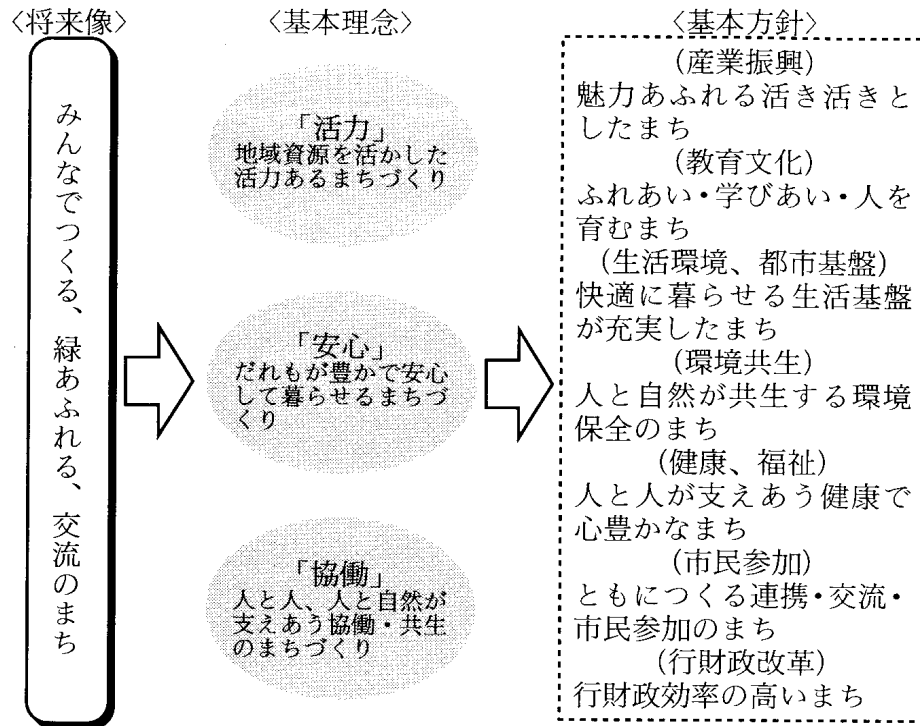 〈将来像〉
みんなでつくる、緑あふれる、交流のまち
〈基本理念〉
「活力」
地域資源を活かした
活力あるまちづくり
「安心」
だれもが豊かで安心
して暮らせるまちづ
くり
「協働」
人と人、人と自然が
支えあう協働・共生
のまちづくり
〈基本方針〉
(産業振興)
魅力あふれる活き活きと
したまち
(教育文化)
ふれあい・学びあい・人を
育むまち
(生活環境、都市基盤)
快適に暮らせる生活基盤
が充実したまち
(環境共生)
人と自然が共生する環境
保全のまち
(健康、福祉)
人と人が支えあう健康で
心豊かなまち
(市民参加)
ともにつくる連携・交流・
市民参加のまち
(行財政改革)
行財政効率の高いまち